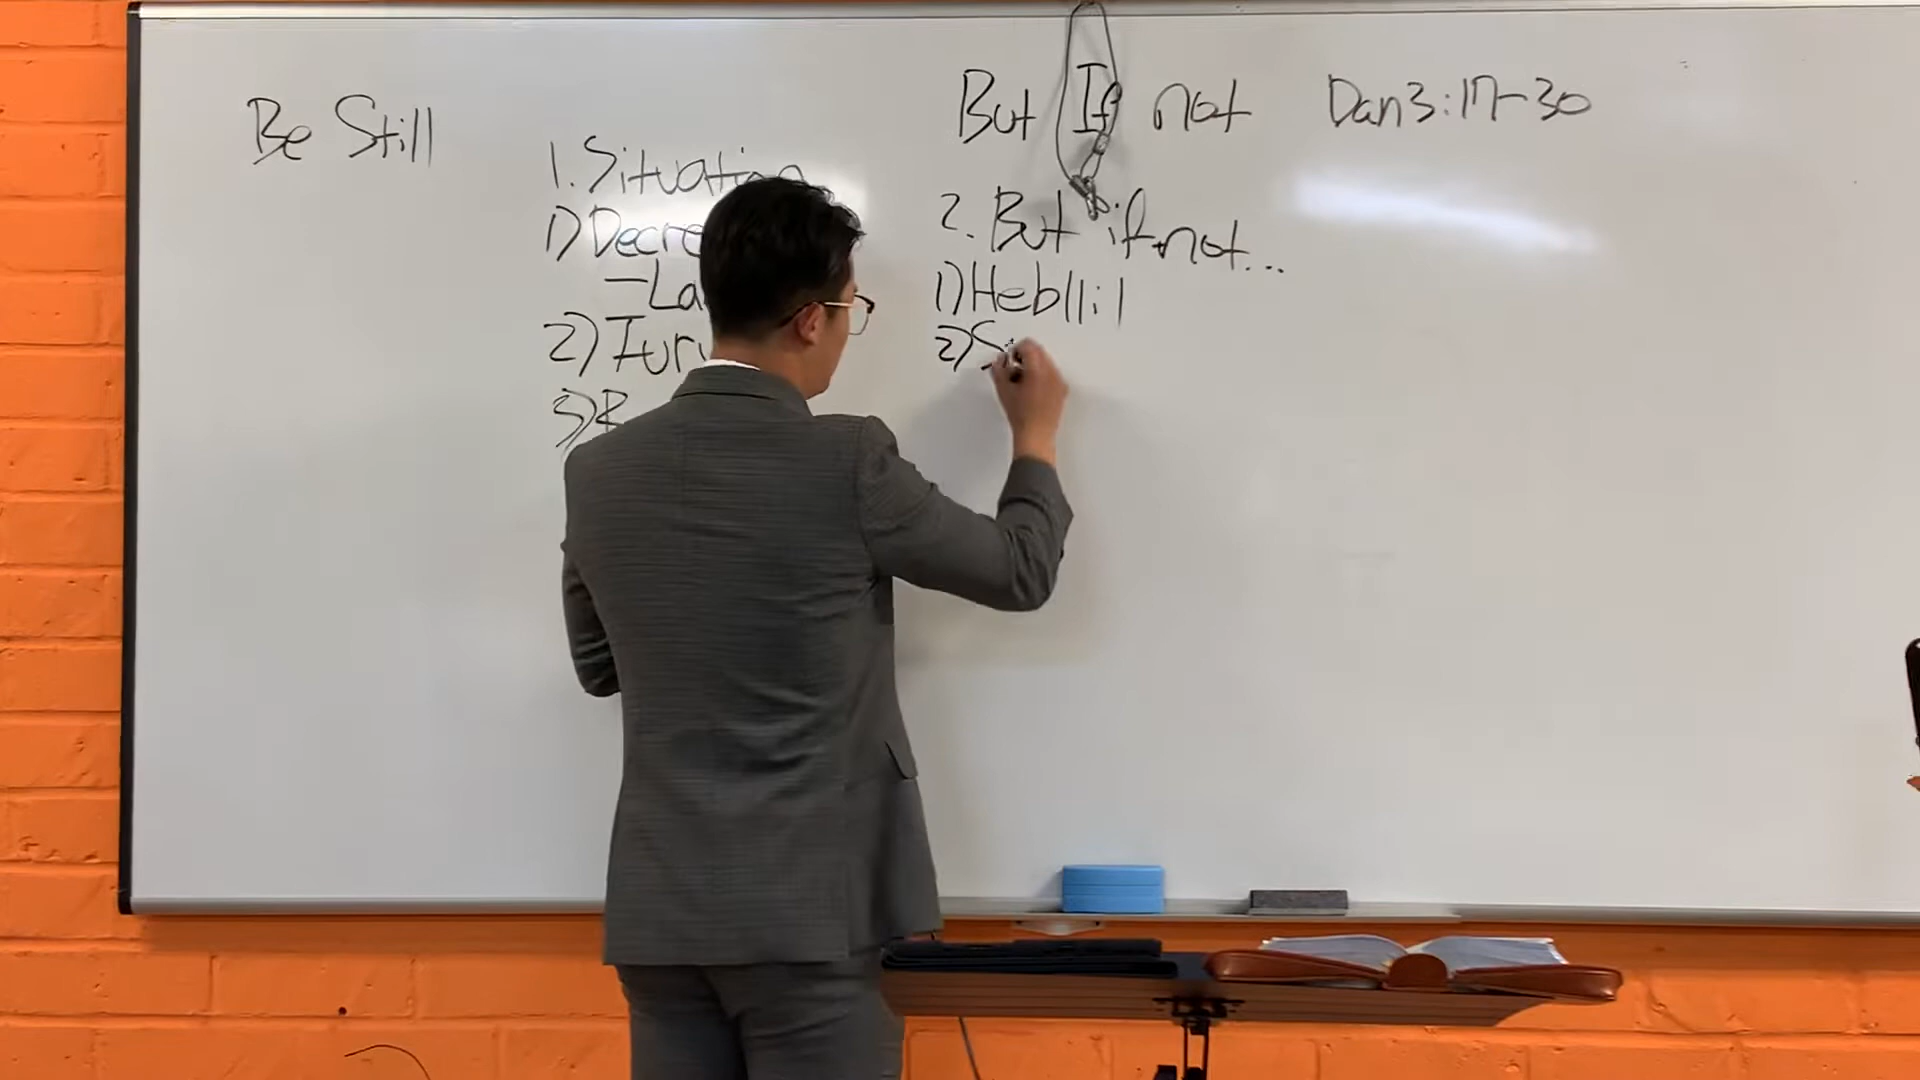 Be Still
But If not Dan 3:17-30
1. Situation
1) Decre
-La
2) Fury
3) R
2. But if not...
1) Heb 11:1
2) S